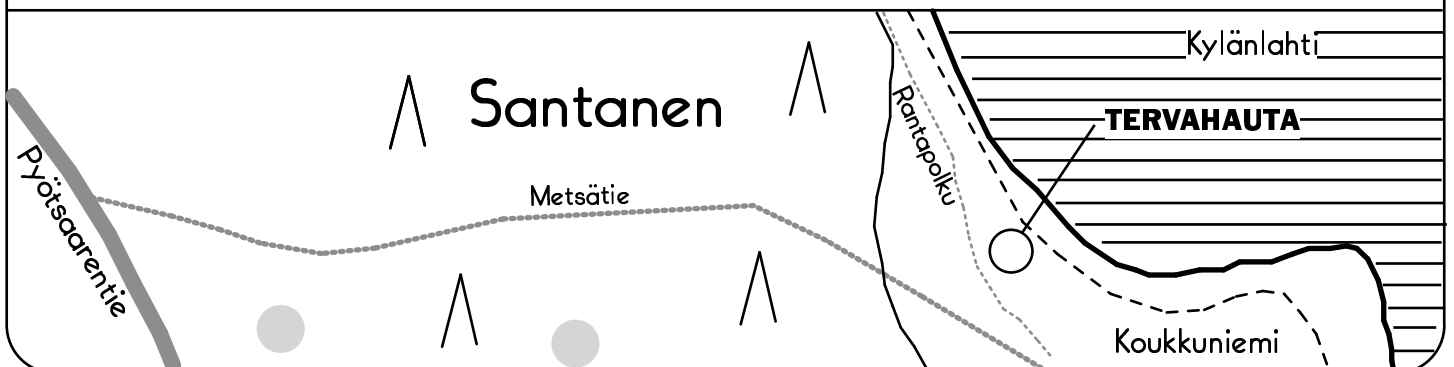 Kylänlahti
Santanen
TERVAHAUTA
Rantapolku
Pyötsaarentie
Metsätie
Koukkuniemi